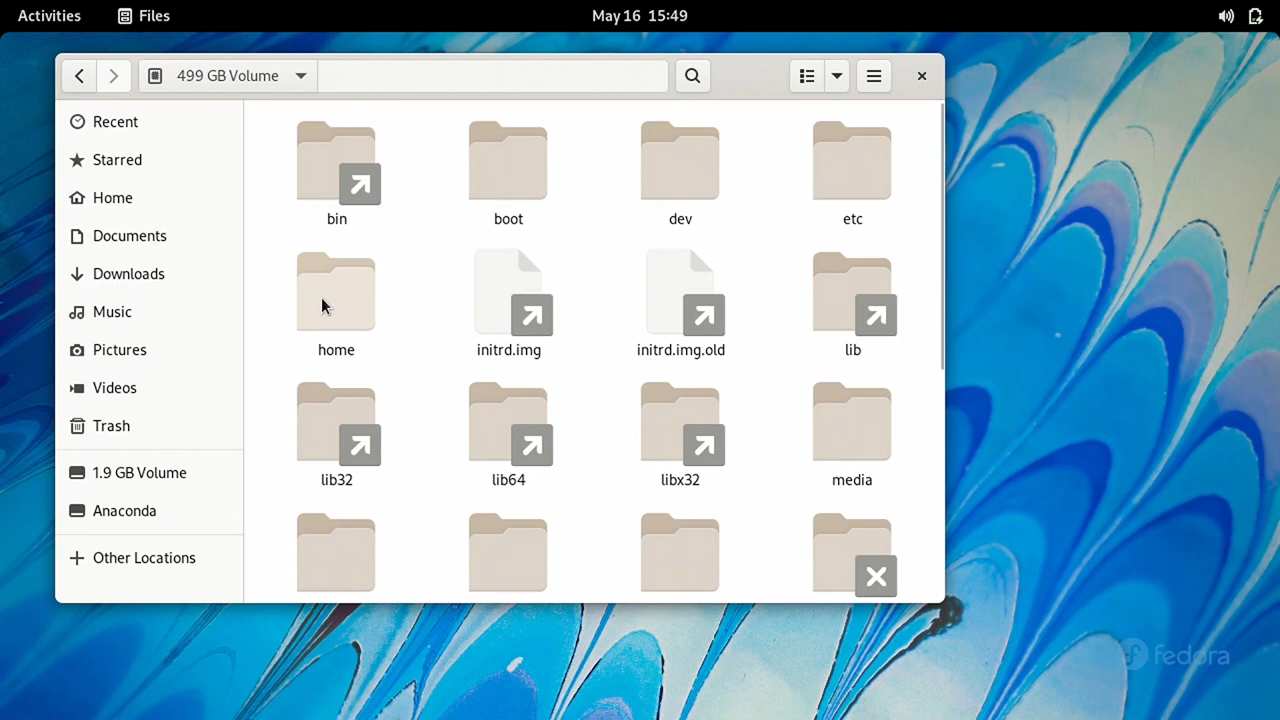 Activities Files May 16 15:49
499 GB Volume
Recent
Starred
Home
Documents
Downloads
Music
Pictures
Videos
Trash
1.9 GB Volume
Anaconda
Other Locations
bin boot dev etc
home initrd.img initrd.img.old lib
lib32 lib64 libx32 media
fedora